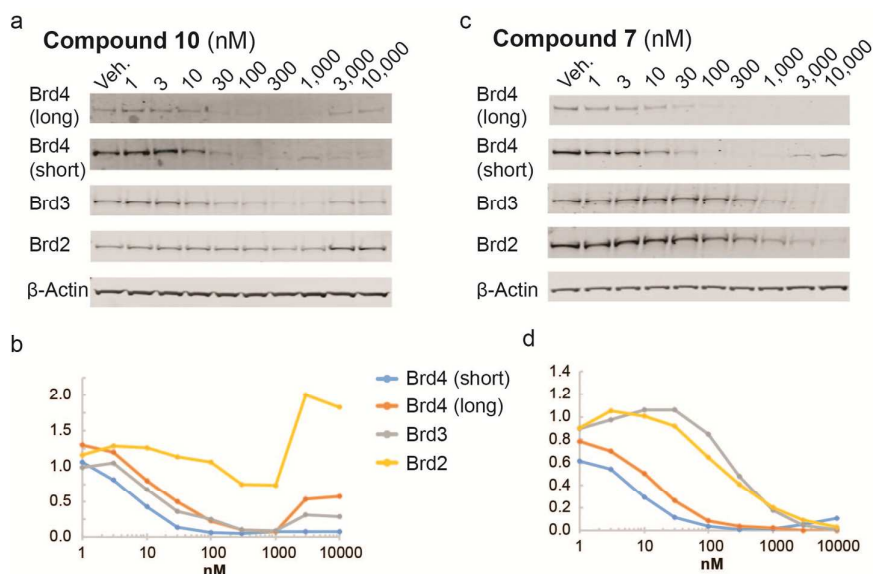 a
Compound 10 (nM)
Veh. 1 3 10 30 100 300 1,000 3,000 10,000
Brd4
(long)
Brd4
(short)
Brd3
Brd2
β-Actin
b
2.0
1.5
1.0
0.5
0.0
1 10 100 1000 10000
nM
Brd4 (short)
Brd4 (long)
Brd3
Brd2
c
Compound 7 (nM)
Veh. 1 3 10 30 100 300 1,000 3,000 10,000
Brd4
(long)
Brd4
(short)
Brd3
Brd2
β-Actin
d
1.4
1.2
1.0
0.8
0.6
0.4
0.2
0.0
1 10 100 1000 10000
nM